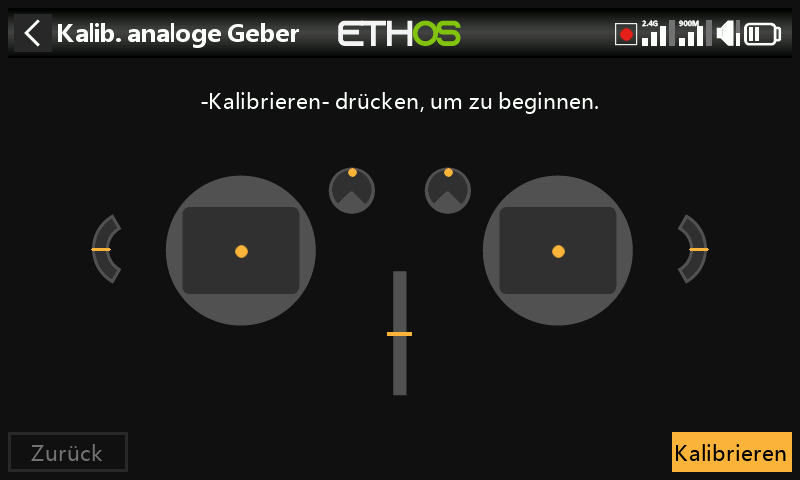 Kalib. analoge Geber
ETHOS
2.4G
900M
-Kalibrieren- drücken, um zu beginnen.
Zurück
Kalibrieren